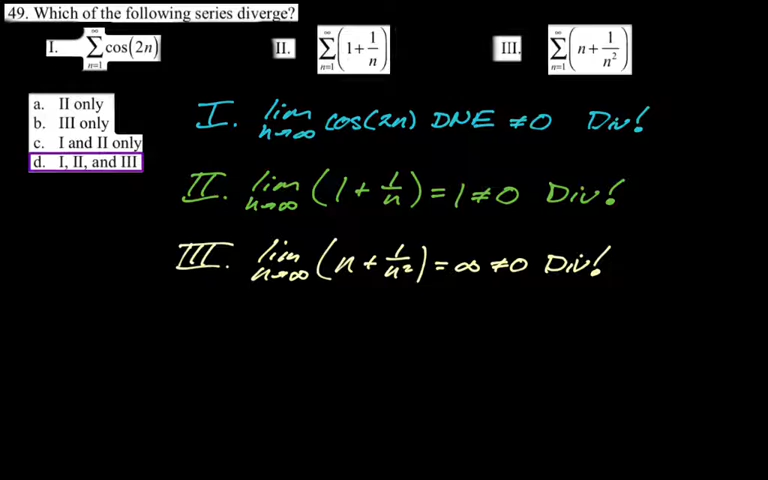 49. Which of the following series diverge?
I. ∑_{n=1}^{∞} cos(2n) II. ∑_{n=1}^{∞} (1+1/n) III. ∑_{n=1}^{∞} (n+1/n²)
a. II only
b. III only
c. I and II only
d. I, II, and III
I. lim_{n→∞} cos(2n) DNE ≠0 Div!
II. lim_{n→∞} (1+1/n)=1≠0 Div!
III. lim_{n→∞} (n+1/n²)=∞≠0 Div!